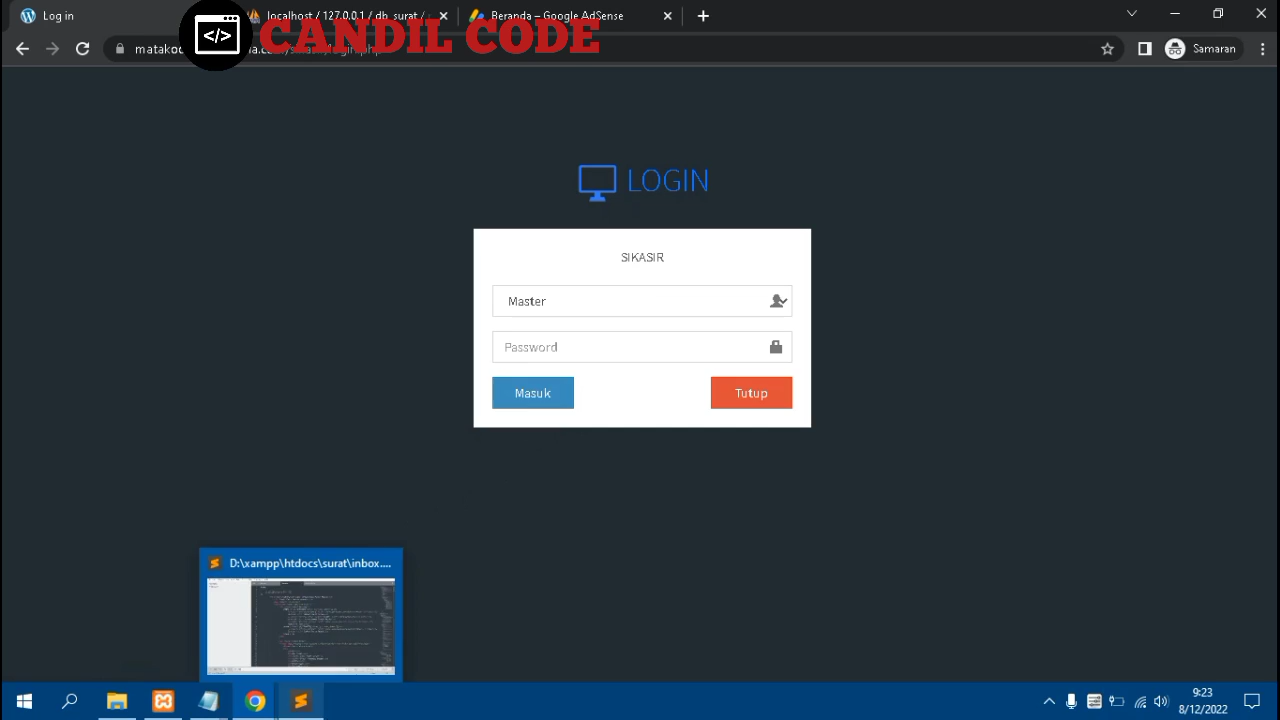 Log in
localhost / 127.0.0.1 / db_surat /
Beranda – Google AdSense
CANDIL CODE
</>
Samaran
LOGIN
SIKASIR
Master
Password
Masuk
Tutup
D:\xampp\htdocs\surat\inbox....
9:23
8/12/2022